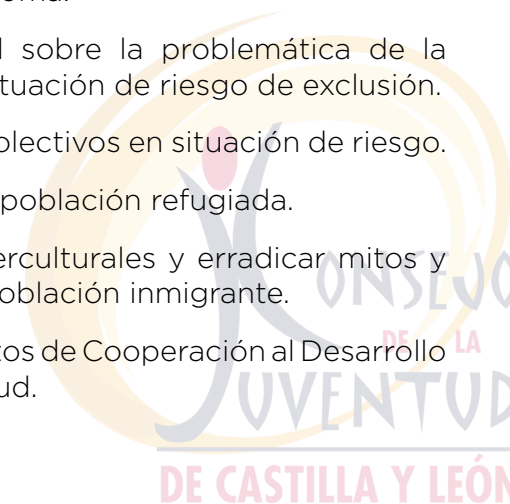 l sobre la problemática de la
tuación de riesgo de exclusión.
olectivos en situación de riesgo.
población refugiada.
erculturales y erradicar mitos y
oblación inmigrante.
tos de Cooperación al Desarrollo
ud.
CONSEJO
DE LA
JUVENTUD
DE CASTILLA Y LEÓN